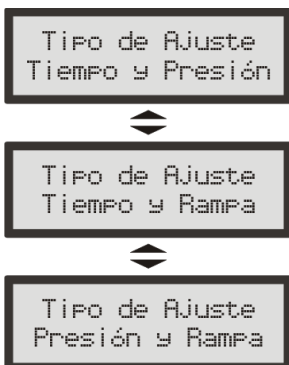 Tipo de Ajuste
Tiempo y Presión
Tipo de Ajuste
Tiempo y Rampa
Tipo de Ajuste
Presión y Rampa